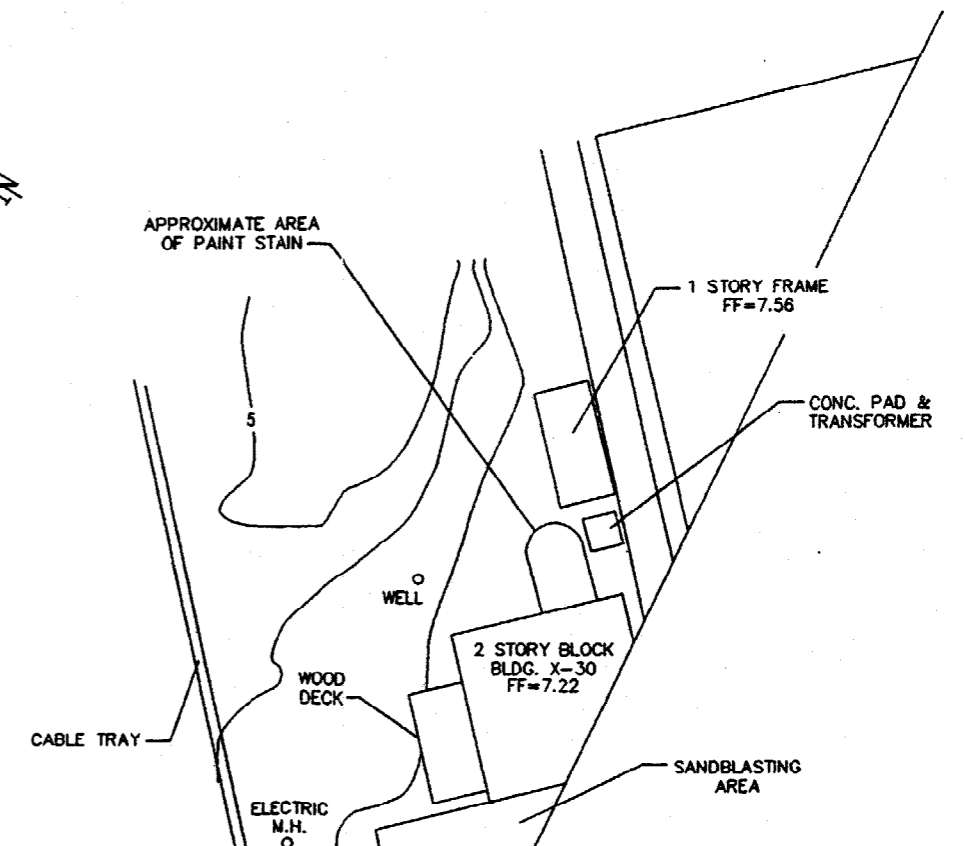 N
APPROXIMATE AREA
OF PAINT STAIN
1 STORY FRAME
FF=7.56
CONC. PAD &
TRANSFORMER
5
WELL
2 STORY BLOCK
BLDG. X-30
FF=7.22
WOOD
DECK
CABLE TRAY
SANDBLASTING
AREA
ELECTRIC
M.H.